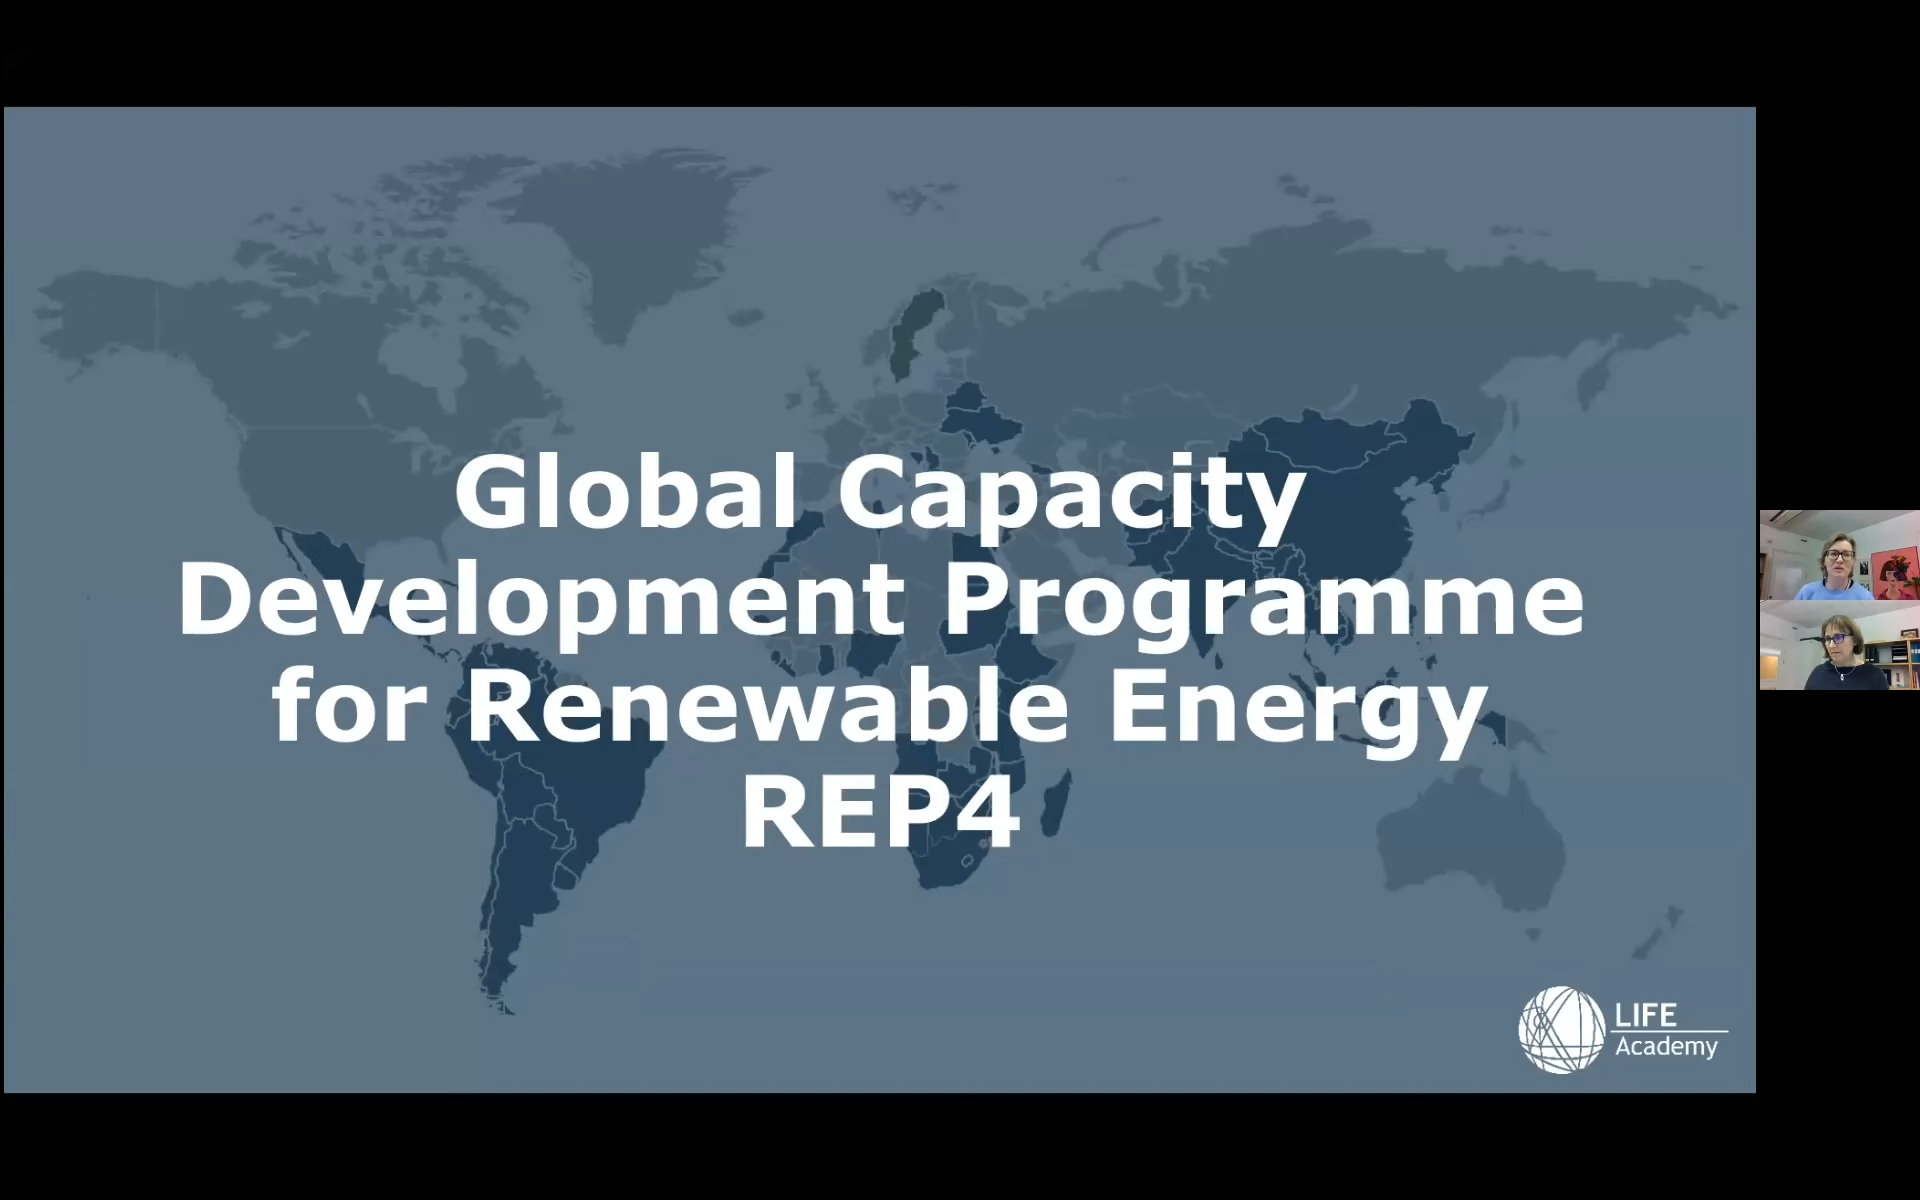 Global Capacity
Development Programme
for Renewable Energy
REP4
LIFE
Academy